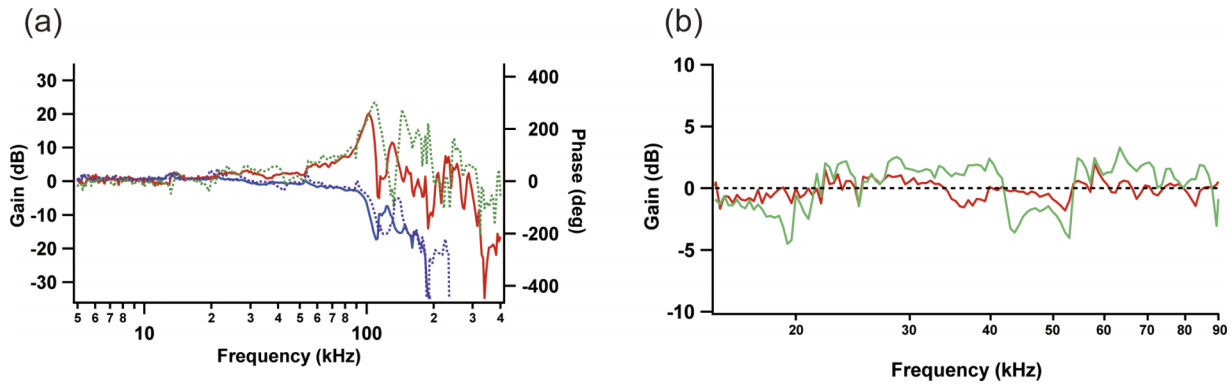 (a)
(b)
Gain (dB)
30
20
10
0
-10
-20
-30
400
200
0
-200
-400
Phase (deg)
5 6 7 8 10 2 3 4 5 6 7 8 100 2 3 4
Frequency (kHz)
Gain (dB)
10
5
0
-5
-10
20 30 40 50 60 70 80 90
Frequency (kHz)